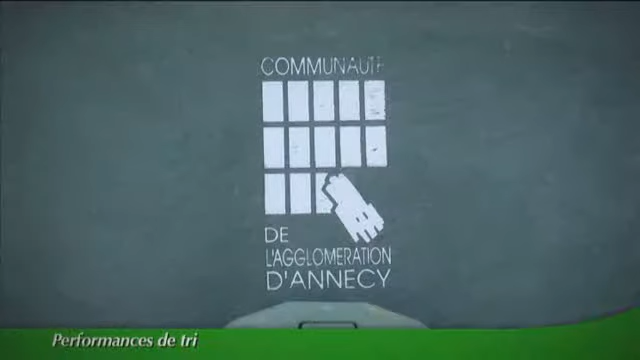 COMMUNAUTE
DE
L'AGGLOMERATION
D'ANNECY
Performances de tri